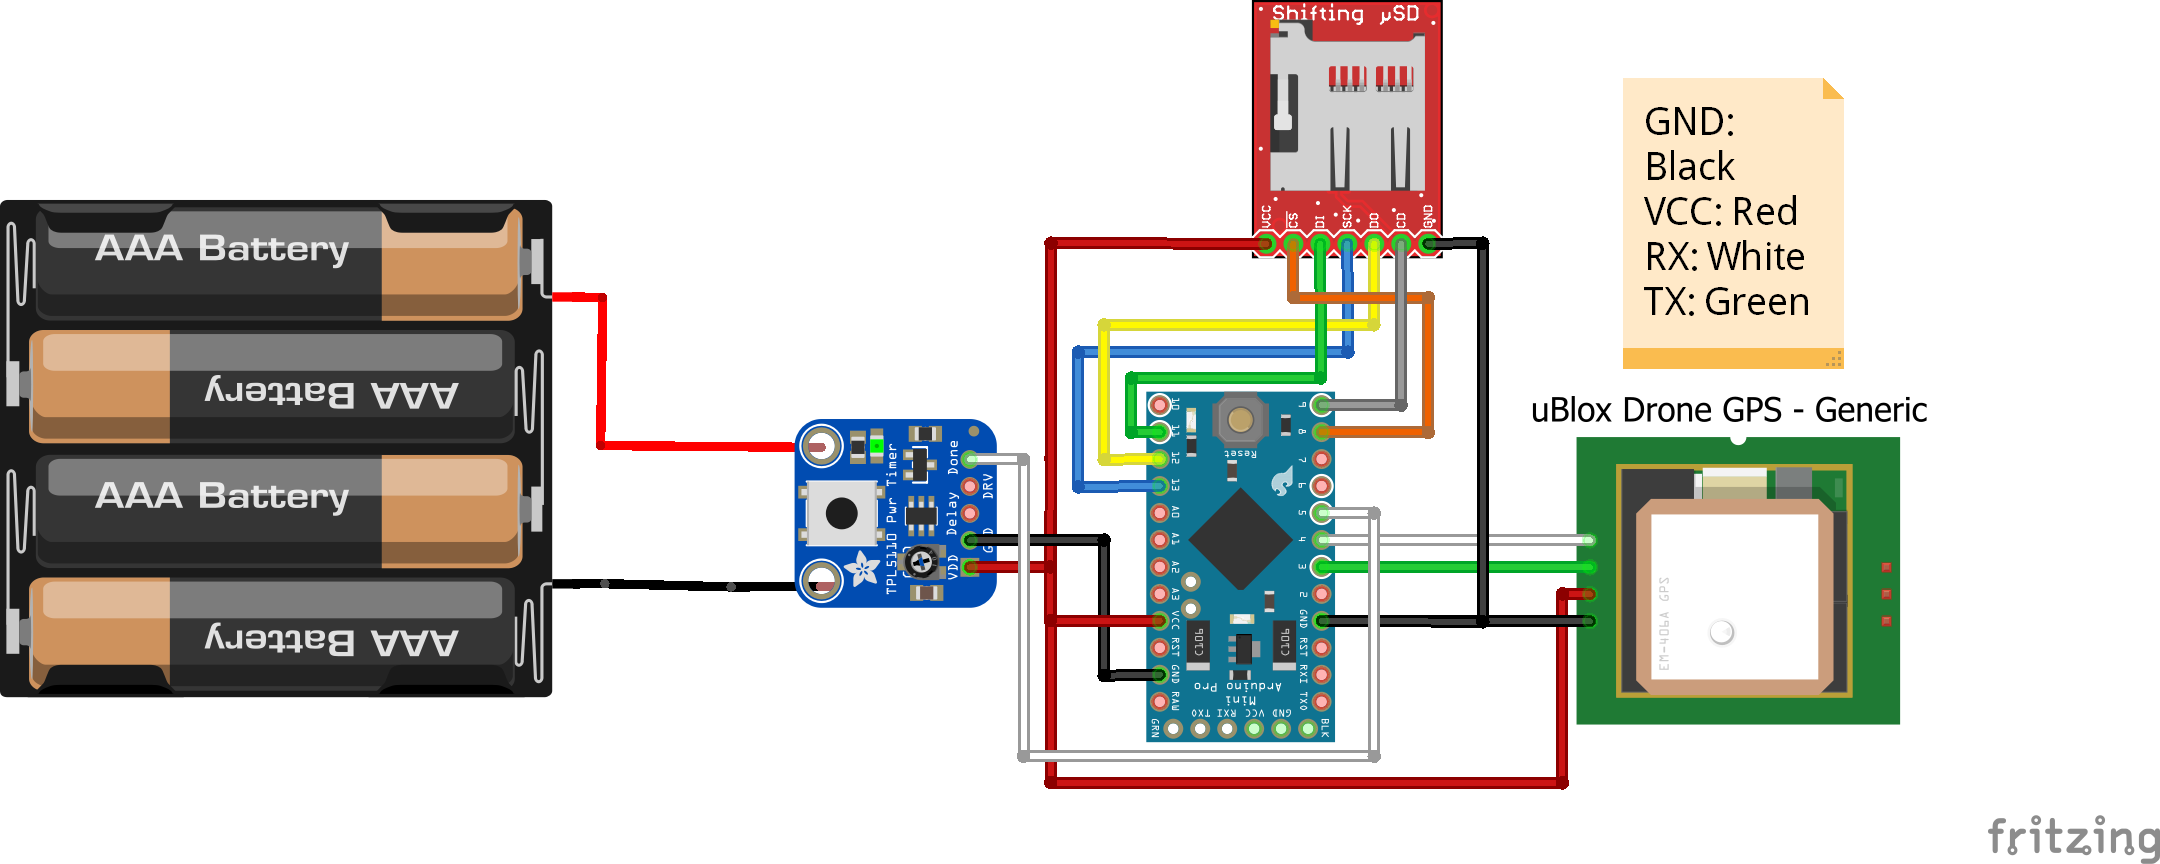 Shifting µSD
VCC
CS
DI
SCK
DO
CD
GND
GND:
Black
VCC: Red
RX: White
TX: Green
AAA Battery
AAA Battery
AAA Battery
AAA Battery
uBlox Drone GPS - Generic
TPL5110 Pwr Timer
Done
DRV
Delay
GND
VDD
10
11
12
13
A0
A1
A2
A3
VCC
RST
GND
RAW
Reset
9
8
7
6
5
4
3
2
GND
RST
RXI
TXO
C106
C106
Arduino Pro
Mini
GRN
TXO
RXI
VCC
GND
BLK
EM-406A GPS
fritzing